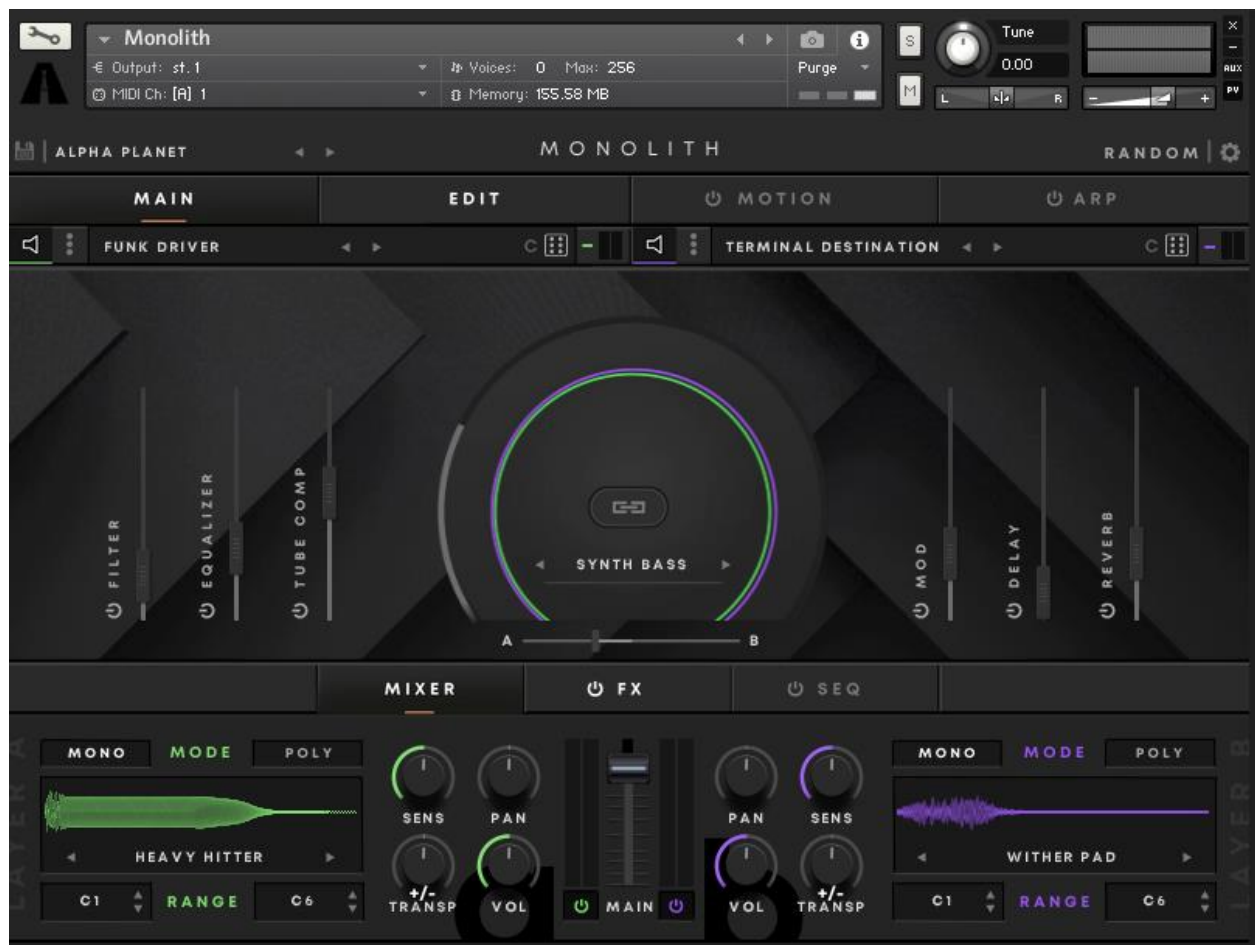 Monolith
S
Tune
Output: st.1
Voices: 0 Max: 256
Purge
0.00
AUX
MIDI Ch: [A] 1
Memory: 155.58 MB
M
L
R
PV
ALPHA PLANET
MONOLITH
RANDOM
MAIN
EDIT
MOTION
ARP
FUNK DRIVER
C
TERMINAL DESTINATION
C
FILTER
EQUALIZER
TUBE COMP
SYNTH BASS
MOD
DELAY
REVERB
A
B
MIXER
FX
SEQ
LAYER A
MONO
MODE
POLY
SENS
PAN
PAN
SENS
MONO
MODE
POLY
LAYER B
HEAVY HITTER
WITHER PAD
C1
RANGE
C6
+/-
TRANSP
VOL
MAIN
VOL
+/-
TRANSP
C1
RANGE
C6